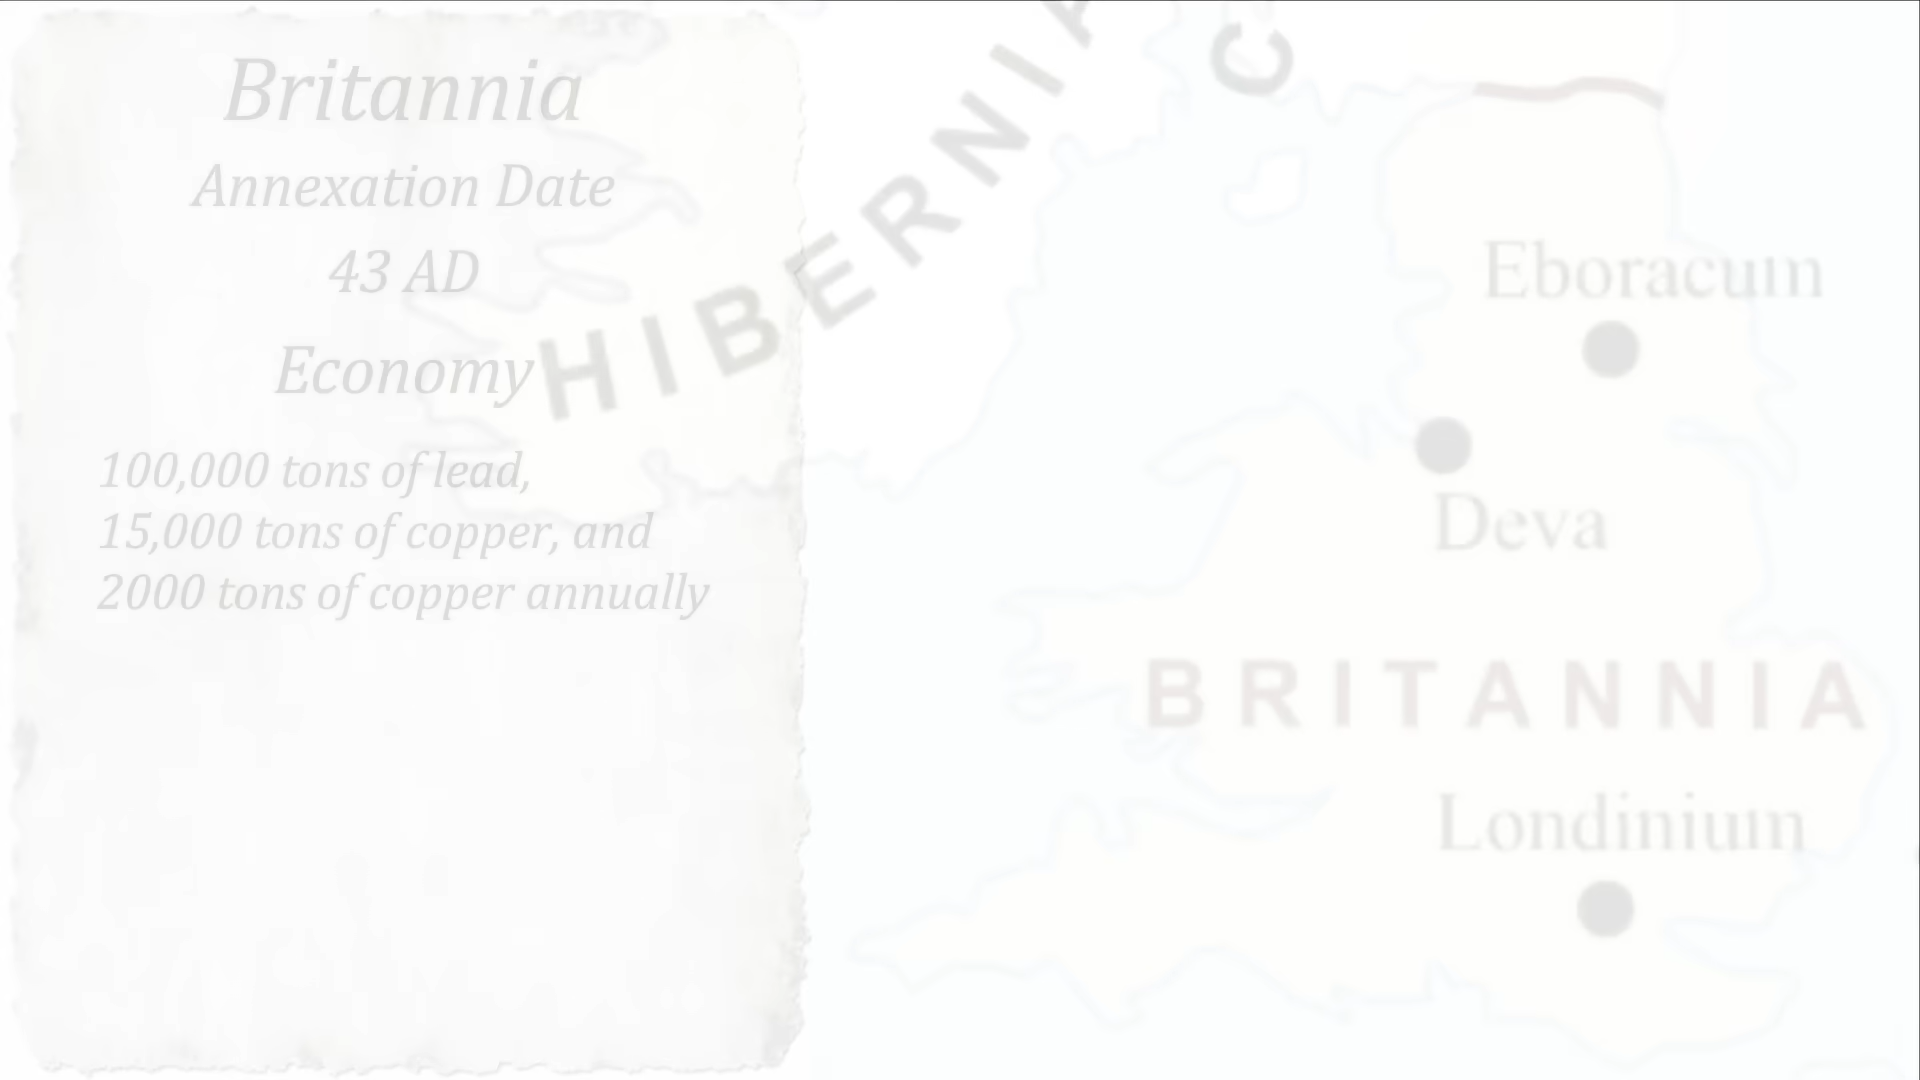 Britannia
Annexation Date
43 AD
Economy
100,000 tons of lead,
15,000 tons of copper, and
2000 tons of copper annually
HIBERNIA
C
Eboracum
Deva
BRITANNIA
Londinium